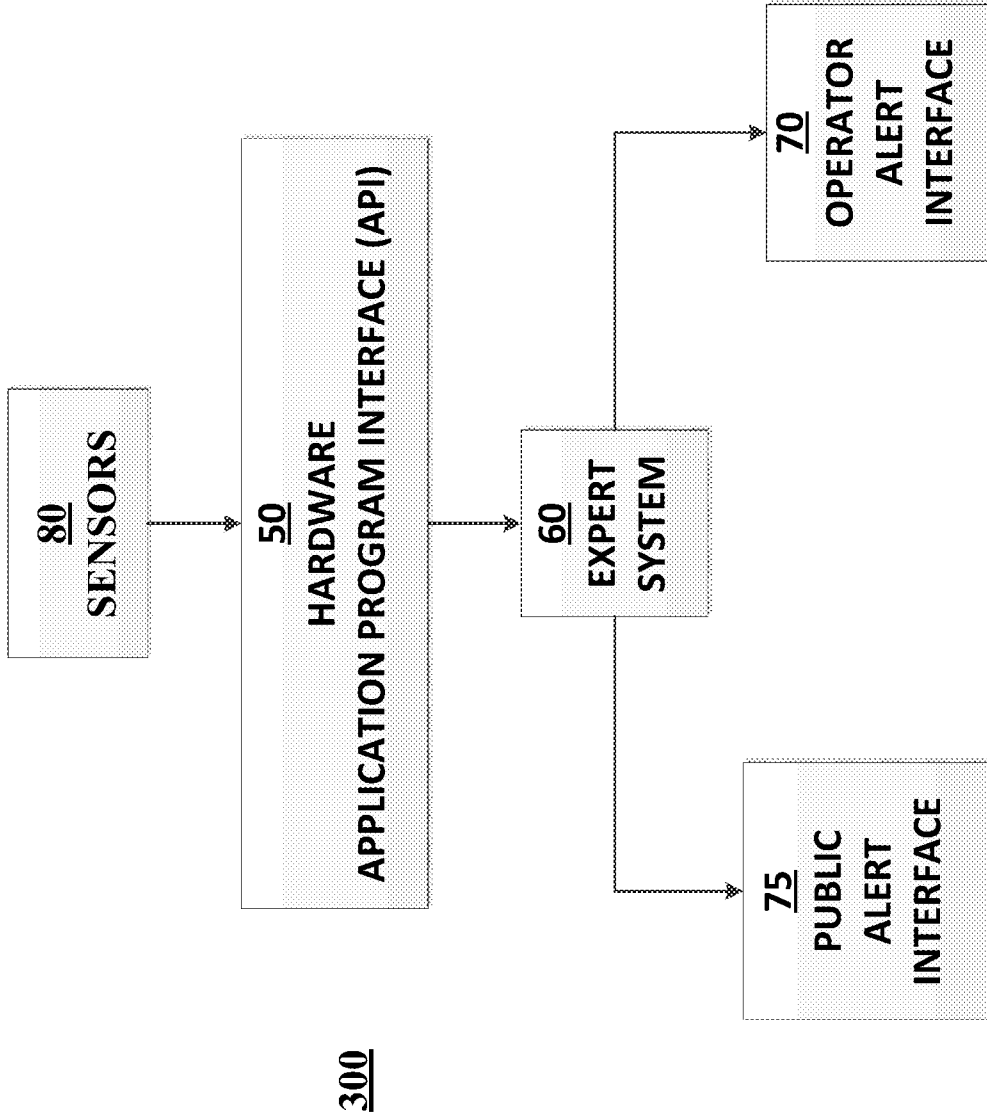 300
80
SENSORS
50
HARDWARE
APPLICATION PROGRAM INTERFACE (API)
60
EXPERT
SYSTEM
75
PUBLIC
ALERT
INTERFACE
70
OPERATOR
ALERT
INTERFACE